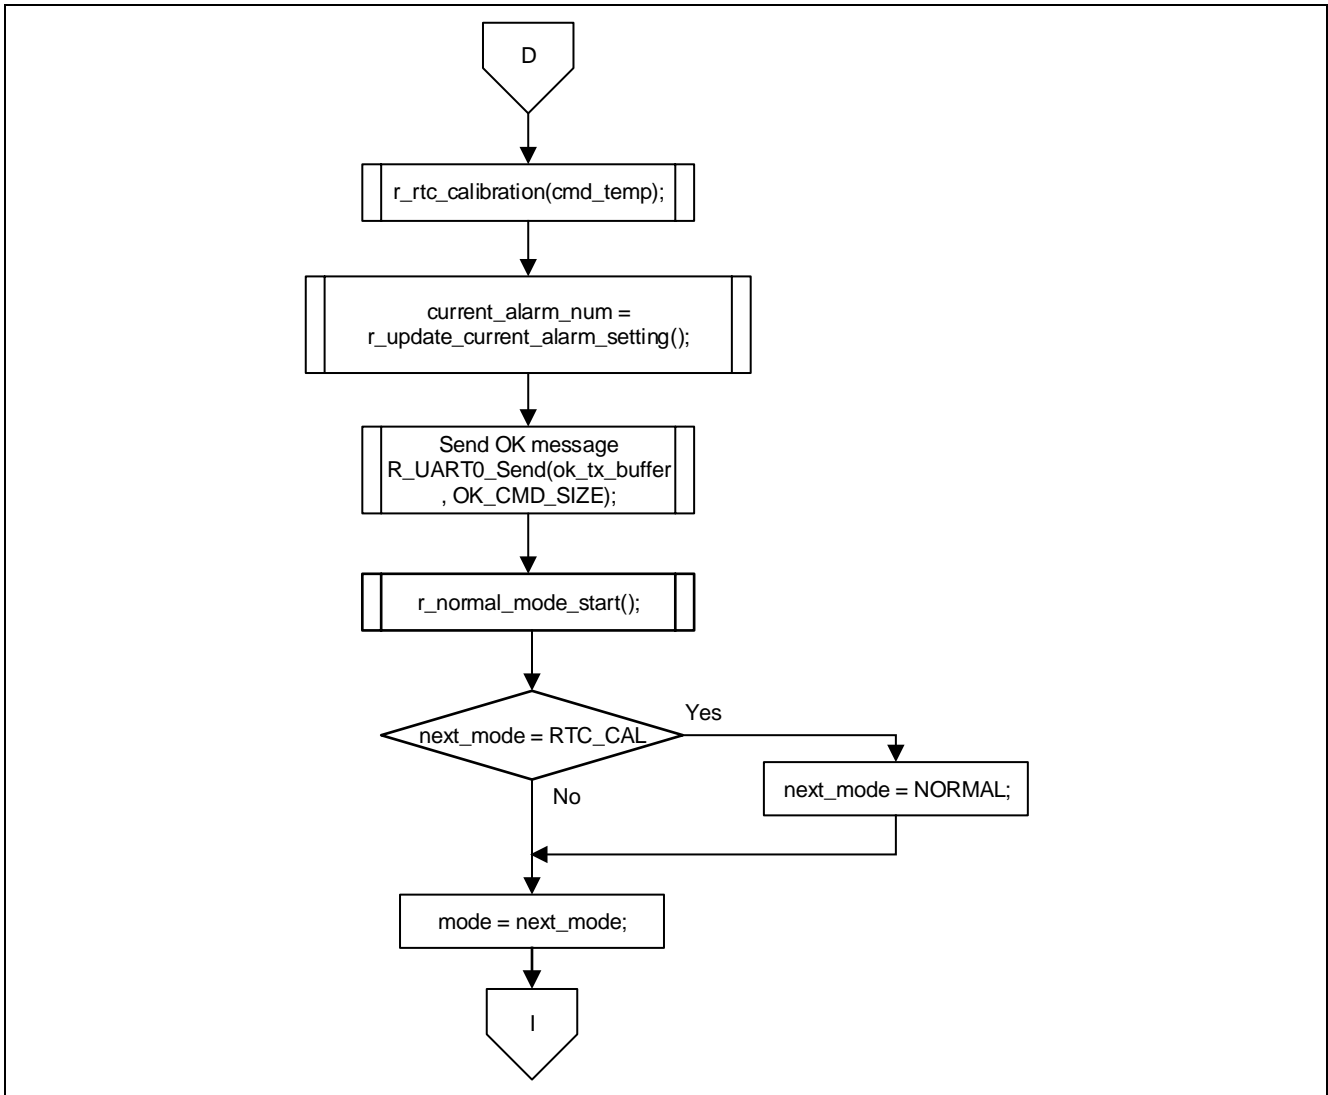 D
r_rtc_calibration(cmd_temp);
current_alarm_num =
r_update_current_alarm_setting();
Send OK message
R_UART0_Send(ok_tx_buffer
, OK_CMD_SIZE);
r_normal_mode_start();
next_mode = RTC_CAL
Yes
next_mode = NORMAL;
No
mode = next_mode;
I